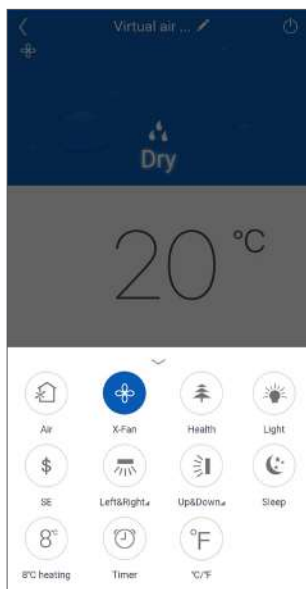 Virtual air ...
Dry
20 °C
Air X-Fan Health Light
$
SE Left&Right Up&Down Sleep
8° °F
8℃ heating Timer ℃/℉